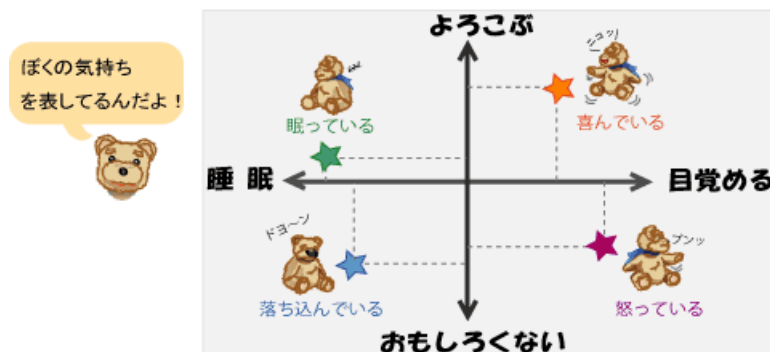 よろこぶ
ぼくの気持ち
を表してるんだよ！
ニコッ
眠っている
喜んでいる
睡 眠
目覚める
ドヨ〜ン
プンッ
落ち込んでいる
怒っている
おもしろくない